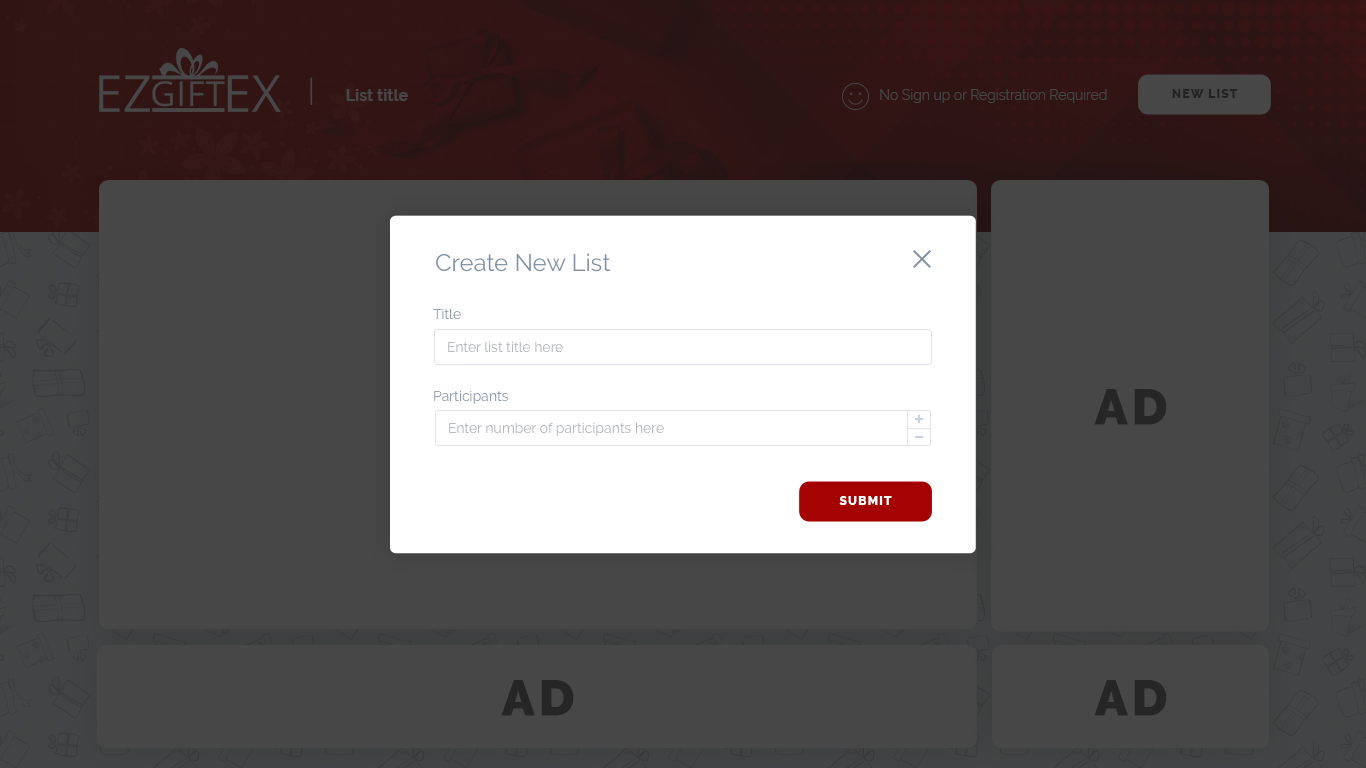 EZGIFTEX
List title
No Sign up or Registration Required
NEW LIST
Create New List
Title
Enter list title here
Participants
Enter number of participants here
+
−
SUBMIT
AD
AD
AD